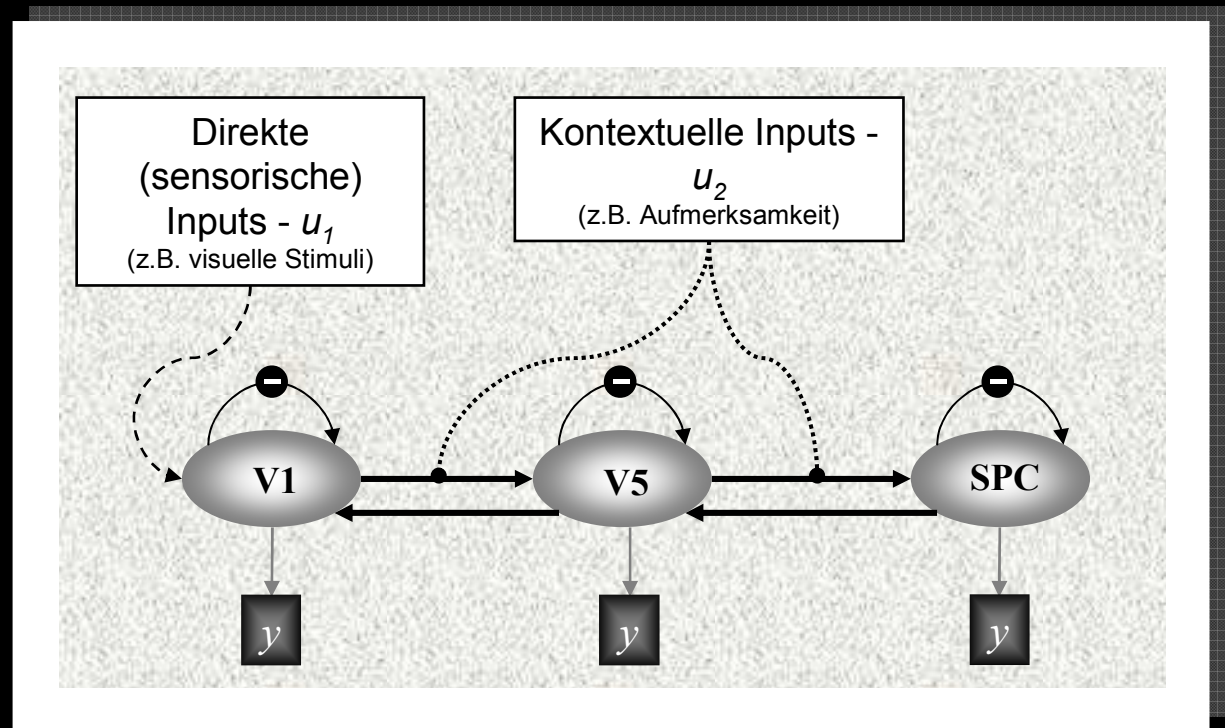 Direkte
(sensorische)
Inputs - u₁
(z.B. visuelle Stimuli)
Kontextuelle Inputs -
u₂
(z.B. Aufmerksamkeit)
V1
V5
SPC
y
y
y